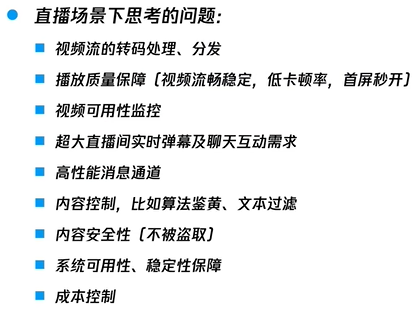 直播场景下思考的问题：
视频流的转码处理、分发
播放质量保障（视频流畅稳定，低卡顿率，首屏秒开）
视频可用性监控
超大直播间实时弹幕及聊天互动需求
高性能消息通道
内容控制，比如算法鉴黄、文本过滤
内容安全性（不被盗取）
系统可用性、稳定性保障
成本控制